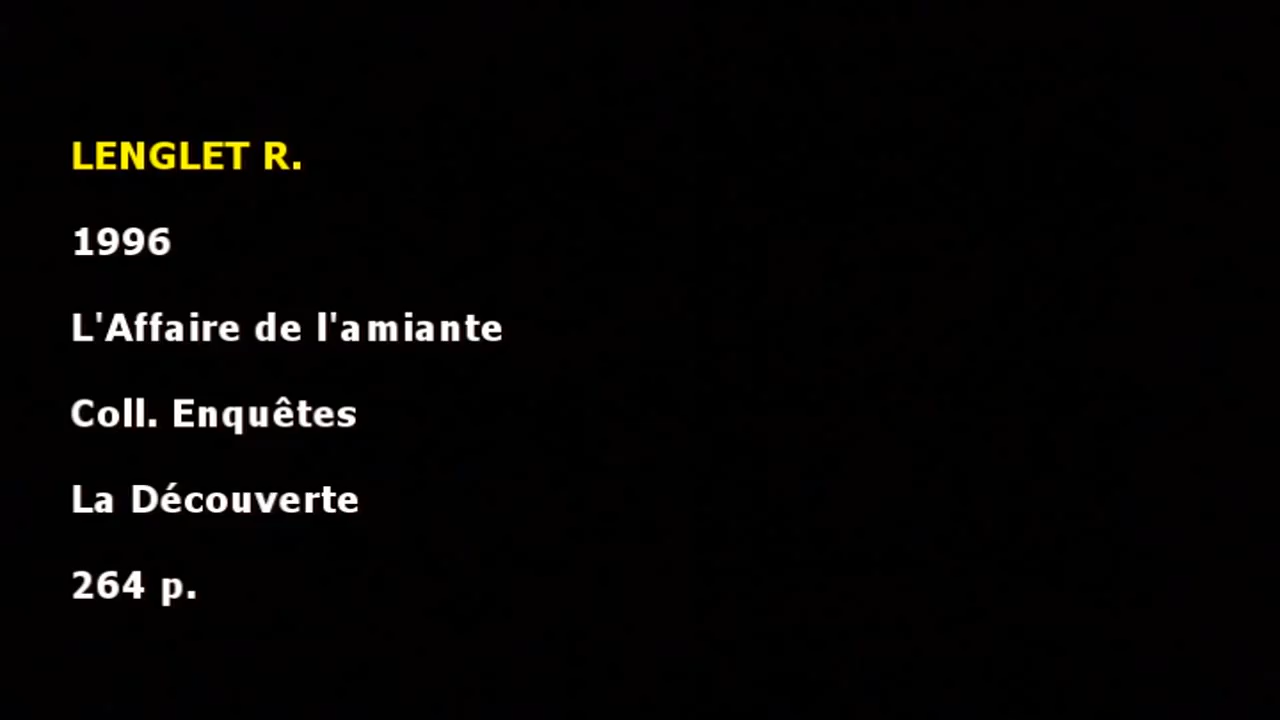 LENGLET R.
1996
L'Affaire de l'amiante
Coll. Enquêtes
La Découverte
264 p.